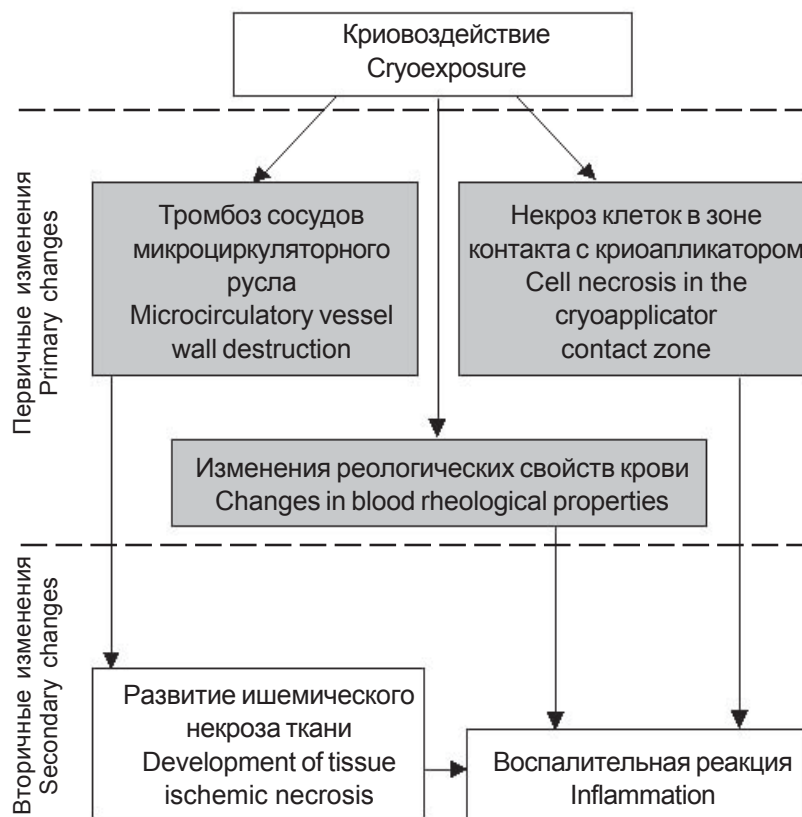 Криовоздействие
Cryoexposure
Первичные изменения
Primary changes
Тромбоз сосудов
микроциркуляторного
русла
Microcirculatory vessel
wall destruction
Некроз клеток в зоне
контакта с криоапликатором
Cell necrosis in the
cryoapplicator
contact zone
Изменения реологических свойств крови
Changes in blood rheological properties
Вторичные изменения
Secondary changes
Развитие ишемического
некроза ткани
Development of tissue
ischemic necrosis
Воспалительная реакция
Inflammation